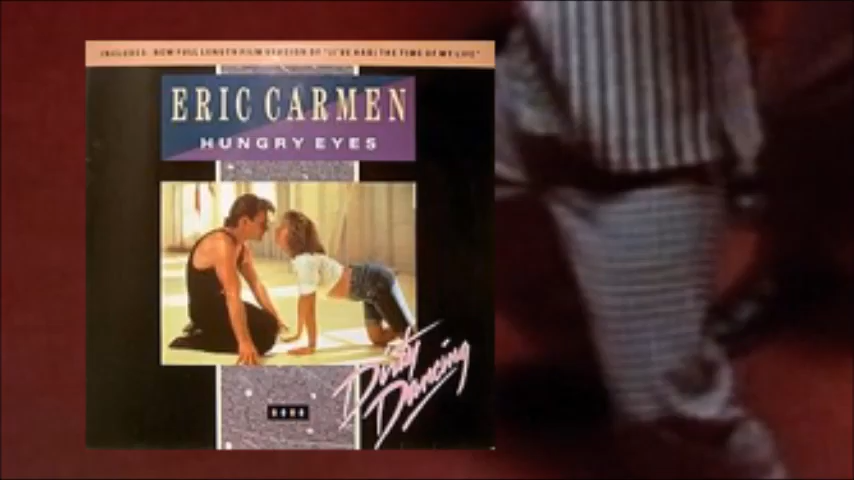 INCLUDES: NEW FULL LENGTH FILM VERSION OF "(I'VE HAD) THE TIME OF MY LIFE"
ERIC CARMEN
HUNGRY EYES
Dirty
Dancing